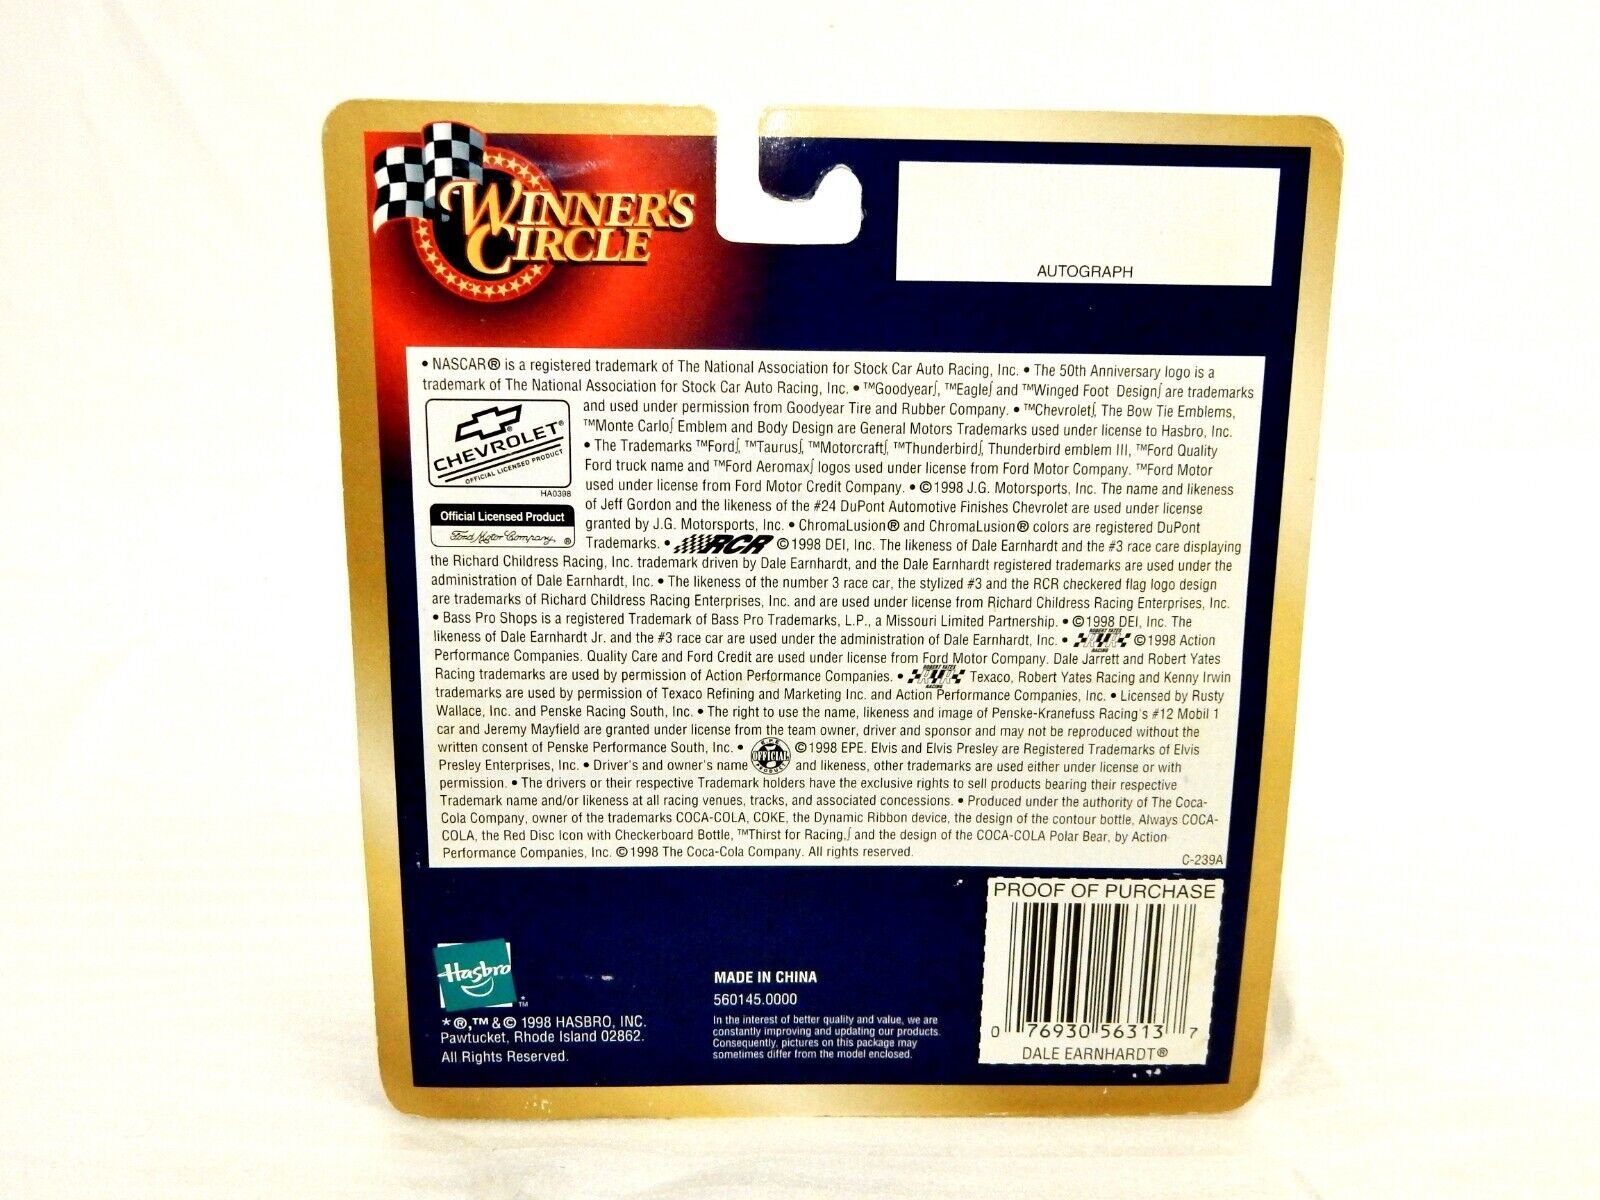 WINNER'S
CIRCLE
AUTOGRAPH
• NASCAR® is a registered trademark of The National Association for Stock Car Auto Racing, Inc. • The 50th Anniversary logo is a
trademark of The National Association for Stock Car Auto Racing, Inc. • ™Goodyear∫, ™Eagle∫ and ™Winged Foot Design∫ are trademarks
and used under permission from Goodyear Tire and Rubber Company. • ™Chevrolet∫, The Bow Tie Emblems,
™Monte Carlo∫ Emblem and Body Design are General Motors Trademarks used under license to Hasbro, Inc.
CHEVROLET
OFFICIAL LICENSED PRODUCT
HA0398
• The Trademarks ™Ford∫, ™Taurus∫, ™Motorcraft∫, ™Thunderbird∫, Thunderbird emblem III, ™Ford Quality
Ford truck name and ™Ford Aeromax∫ logos used under license from Ford Motor Company. ™Ford Motor
used under license from Ford Motor Credit Company. • ©1998 J.G. Motorsports, Inc. The name and likeness
of Jeff Gordon and the likeness of the #24 DuPont Automotive Finishes Chevrolet are used under license
Official Licensed Product
Ford Motor Company, ®
granted by J.G. Motorsports, Inc. • ChromaLusion® and ChromaLusion® colors are registered DuPont
Trademarks. • RCR ©1998 DEI, Inc. The likeness of Dale Earnhardt and the #3 race care displaying
the Richard Childress Racing, Inc. trademark driven by Dale Earnhardt, and the Dale Earnhardt registered trademarks are used under the
administration of Dale Earnhardt, Inc. • The likeness of the number 3 race car, the stylized #3 and the RCR checkered flag logo design
are trademarks of Richard Childress Racing Enterprises, Inc. and are used under license from Richard Childress Racing Enterprises, Inc.
• Bass Pro Shops is a registered Trademark of Bass Pro Trademarks, L.P., a Missouri Limited Partnership. • ©1998 DEI, Inc. The
likeness of Dale Earnhardt Jr. and the #3 race car are used under the administration of Dale Earnhardt, Inc. • ROBERT YATES RYR RACING ©1998 Action
Performance Companies. Quality Care and Ford Credit are used under license from Ford Motor Company. Dale Jarrett and Robert Yates
Racing trademarks are used by permission of Action Performance Companies. • ROBERT YATES RYR RACING Texaco, Robert Yates Racing and Kenny Irwin
trademarks are used by permission of Texaco Refining and Marketing Inc. and Action Performance Companies, Inc. • Licensed by Rusty
Wallace, Inc. and Penske Racing South, Inc. • The right to use the name, likeness and image of Penske-Kranefuss Racing's #12 Mobil 1
car and Jeremy Mayfield are granted under license from the team owner, driver and sponsor and may not be reproduced without the
written consent of Penske Performance South, Inc. • EPE OFFICIAL PRODUCT ©1998 EPE. Elvis and Elvis Presley are Registered Trademarks of Elvis
Presley Enterprises, Inc. • Driver's and owner's name and likeness, other trademarks are used either under license or with
permission. • The drivers or their respective Trademark holders have the exclusive rights to sell products bearing their respective
Trademark name and/or likeness at all racing venues, tracks, and associated concessions. • Produced under the authority of The Coca-
Cola Company, owner of the trademarks COCA-COLA, COKE, the Dynamic Ribbon device, the design of the contour bottle, Always COCA-
COLA, the Red Disc Icon with Checkerboard Bottle, ™Thirst for Racing,∫ and the design of the COCA-COLA Polar Bear, by Action
Performance Companies, Inc. ©1998 The Coca-Cola Company. All rights reserved.
C-239A
PROOF OF PURCHASE
0 76930 56313 7
DALE EARNHARDT®
Hasbro
*™
*®,™ & © 1998 HASBRO, INC.
Pawtucket, Rhode Island 02862.
All Rights Reserved.
MADE IN CHINA
560145.0000
In the interest of better quality and value, we are
constantly improving and updating our products.
Consequently, pictures on this package may
sometimes differ from the model enclosed.